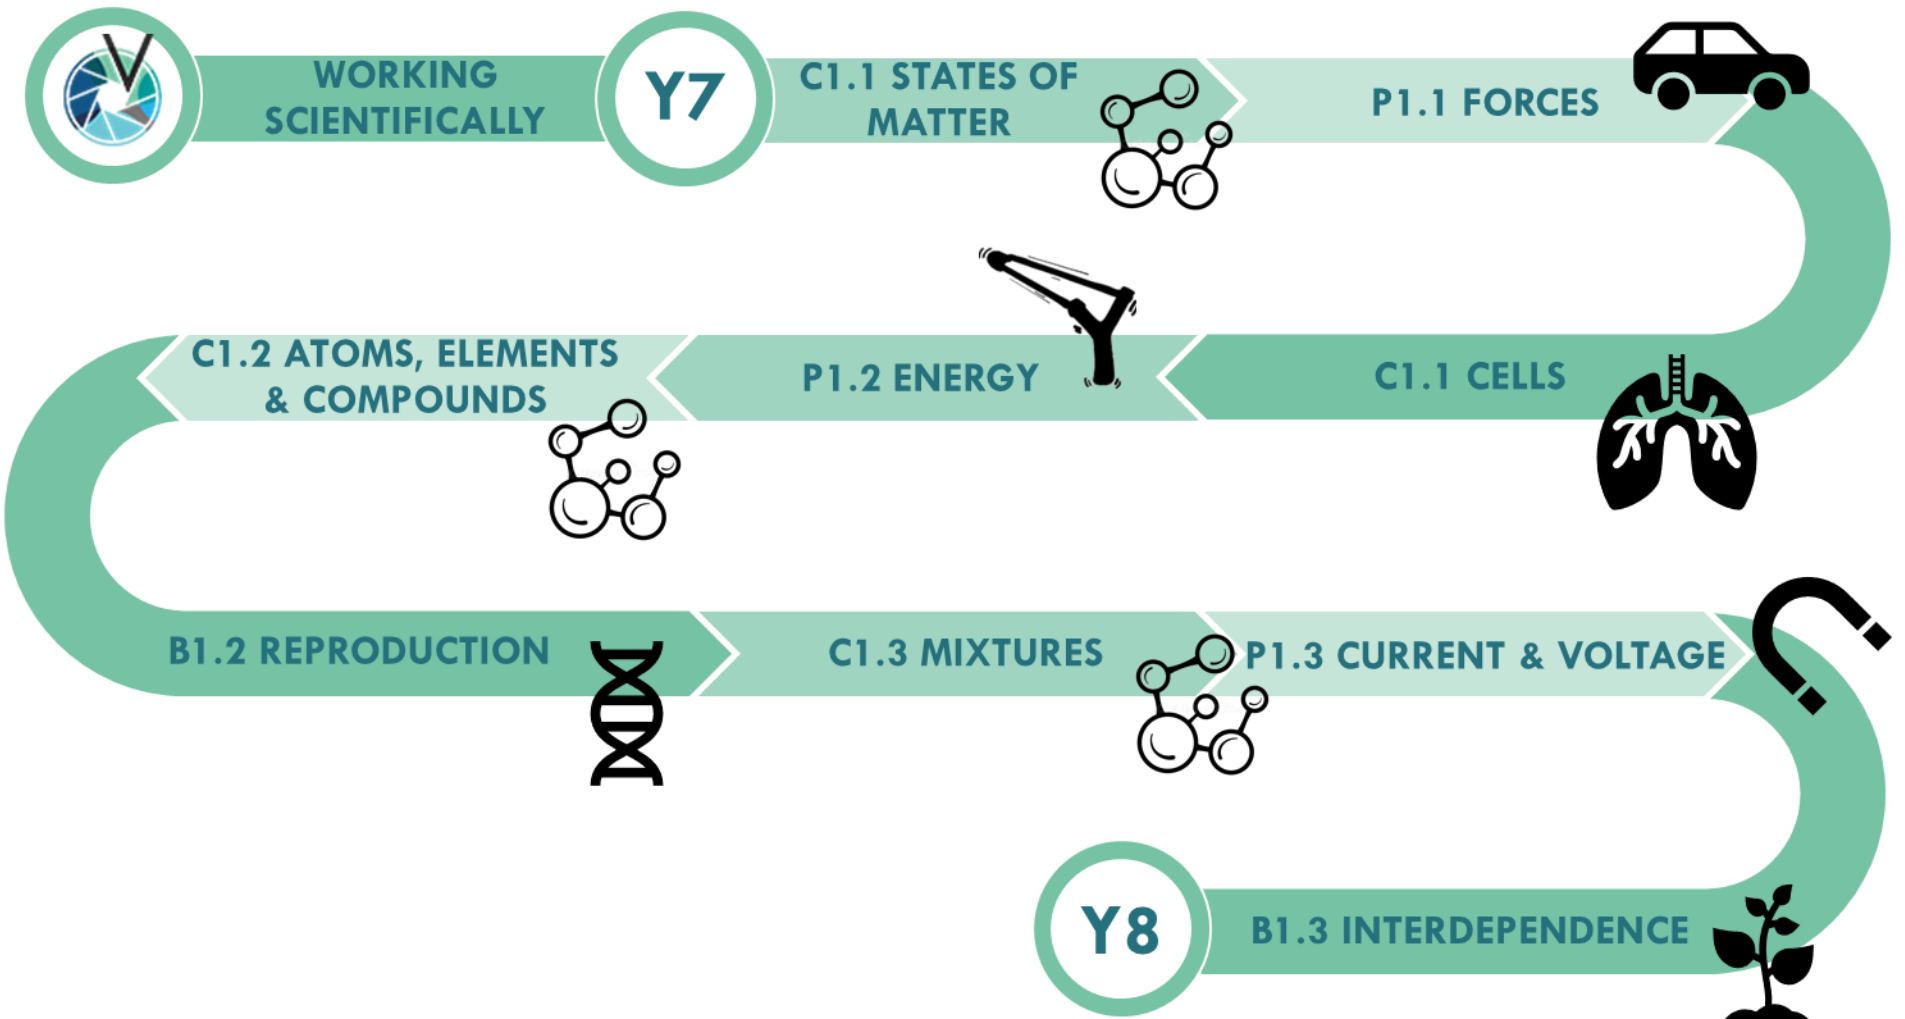 WORKING
SCIENTIFICALLY
Y7
C1.1 STATES OF
MATTER
P1.1 FORCES
C1.1 CELLS
P1.2 ENERGY
C1.2 ATOMS, ELEMENTS
& COMPOUNDS
B1.2 REPRODUCTION
C1.3 MIXTURES
P1.3 CURRENT & VOLTAGE
B1.3 INTERDEPENDENCE
Y8